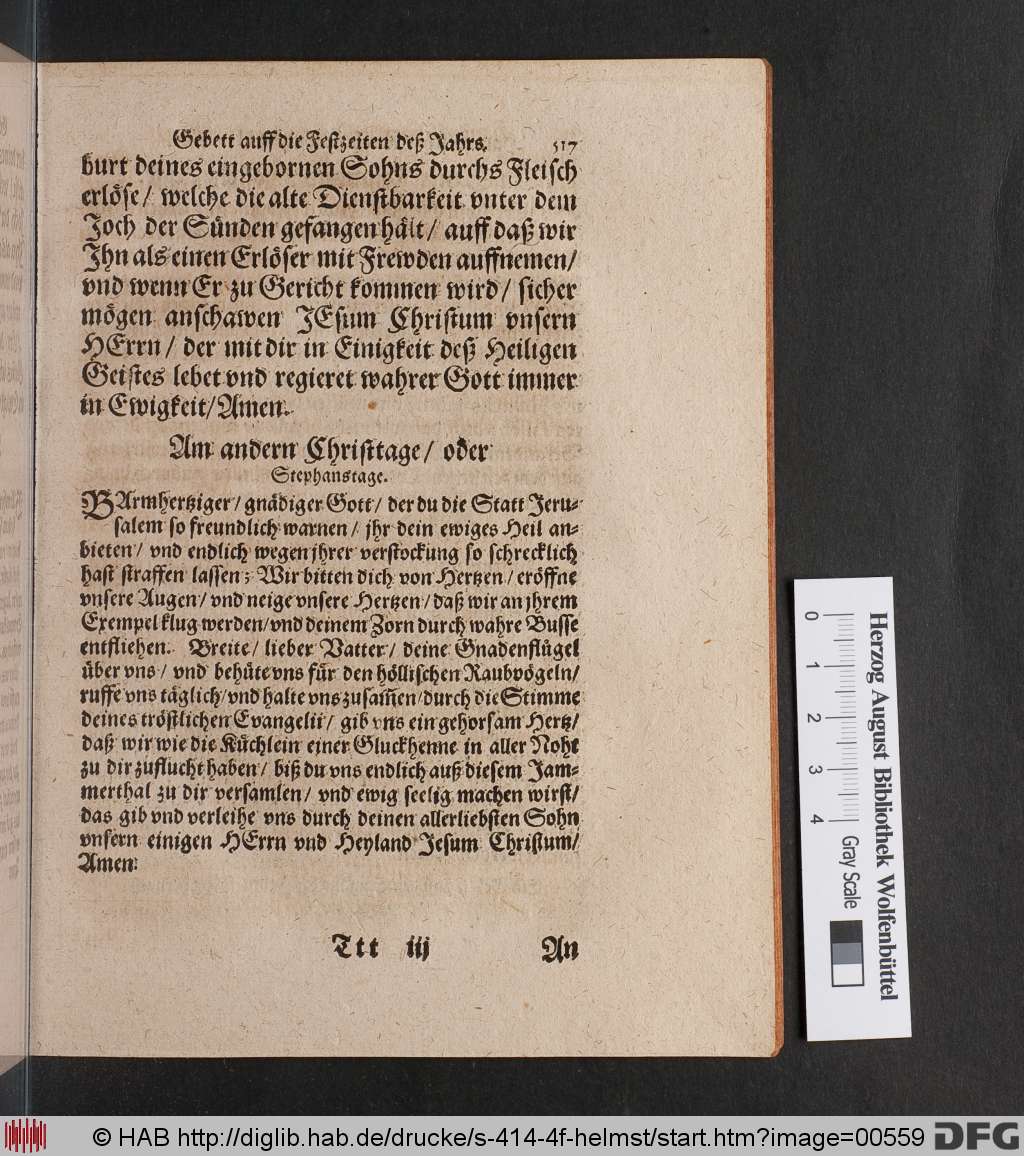 Gebett auff die Festzeiten deß Jahrs. 517
burt deines eingebornen Sohns durchs Fleisch
erlöse / welche die alte Dienstbarkeit vnter dem
Joch der Sünden gefangen hält / auff daß wir
Ihn als einen Erlöser mit Frewden auffnemen /
vnd wenn Er zu Gericht kommen wird / sicher
mögen anschawen JEsum Christum vnsern
HErrn / der mit dir in Einigkeit deß Heiligen
Geistes lebet vnd regieret wahrer Gott immer
in Ewigkeit / Amen.
Am andern Christtage / oder
Stephanstage.
BArmhertziger / gnädiger Gott / der du die Statt Jeru-
salem so freundlich warnen / jhr dein ewiges Heil an-
bieten / vnd endlich wegen jhrer verstockung so schrecklich
hast straffen lassen; Wir bitten dich von Hertzen / eröffne
vnsere Augen / vnd neige vnsere Hertzen / daß wir an jhrem
Exempel klug werden / vnd deinem Zorn durch wahre Busse
entfliehen. Breite / lieber Vatter / deine Gnadenflügel
über vns / vnd behüte vns für den höllischen Raubvögeln /
ruffe vns täglich / vnd halte vns zusam̃en / durch die Stimme
deines tröstlichen Evangelii / gib vns ein gehorsam Hertz /
daß wir wie die Küchlein einer Gluckhenne in aller Noht
zu dir zuflucht haben / biß du vns endlich auß diesem Jam-
merthal zu dir versamlen / vnd ewig seelig machen wirst /
das gib vnd verleihe vns durch deinen allerliebsten Sohn
vnsern einigen HErrn vnd Heyland Jesum Christum /
Amen.
Ttt iij An
0 1 2 3 4
Gray Scale
Herzog August Bibliothek Wolfenbüttel
© HAB http://diglib.hab.de/drucke/s-414-4f-helmst/start.htm?image=00559 DFG